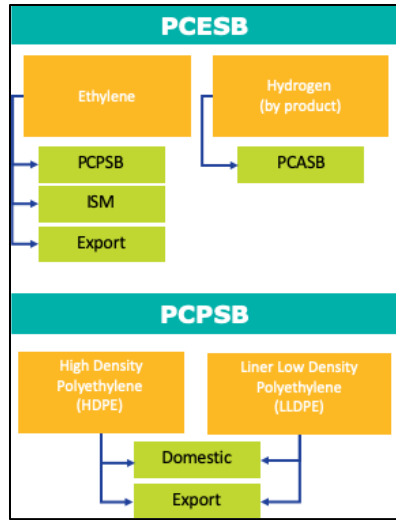 PCESB
Ethylene
Hydrogen
(by product)
PCPSB
PCASB
ISM
Export
PCPSB
High Density
Polyethylene
(HDPE)
Liner Low Density
Polyethylene
(LLDPE)
Domestic
Export